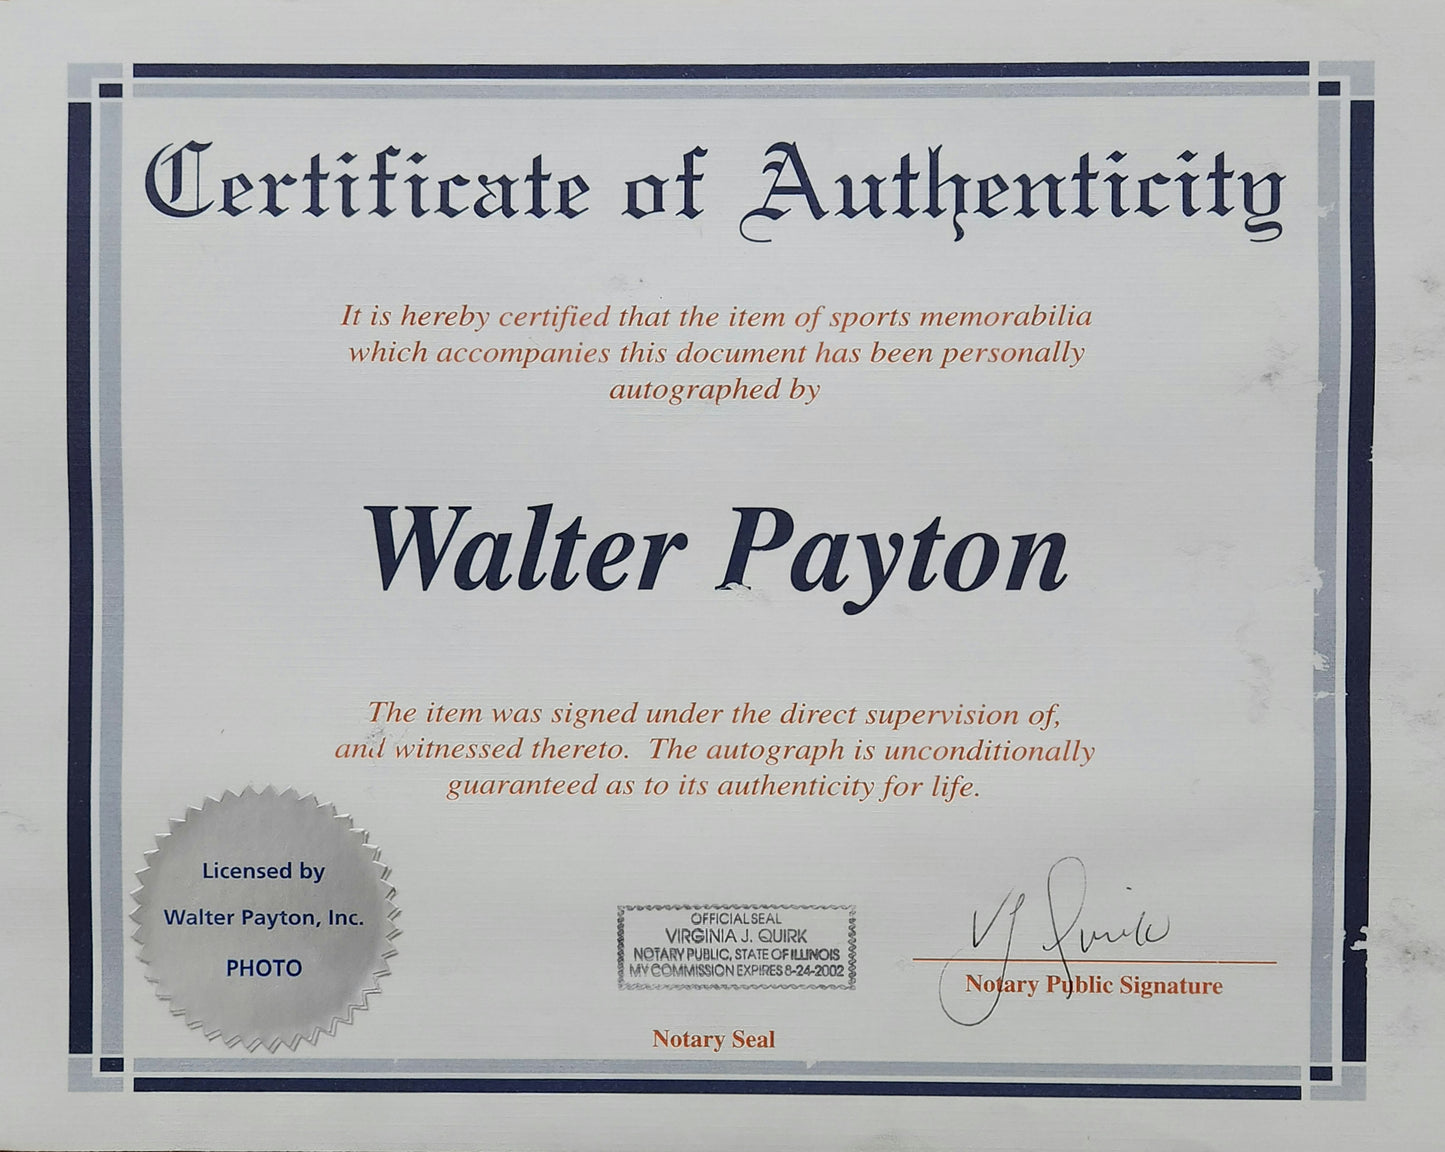 Certificate of Authenticity
It is hereby certified that the item of sports memorabilia
which accompanies this document has been personally
autographed by
Walter Payton
The item was signed under the direct supervision of,
and witnessed thereto. The autograph is unconditionally
guaranteed as to its authenticity for life.
Licensed by
Walter Payton, Inc.
PHOTO
OFFICIAL SEAL
VIRGINIA J. QUIRK
NOTARY PUBLIC, STATE OF ILLINOIS
MY COMMISSION EXPIRES 8-24-2002
Notary Seal
V J Quirk
Notary Public Signature